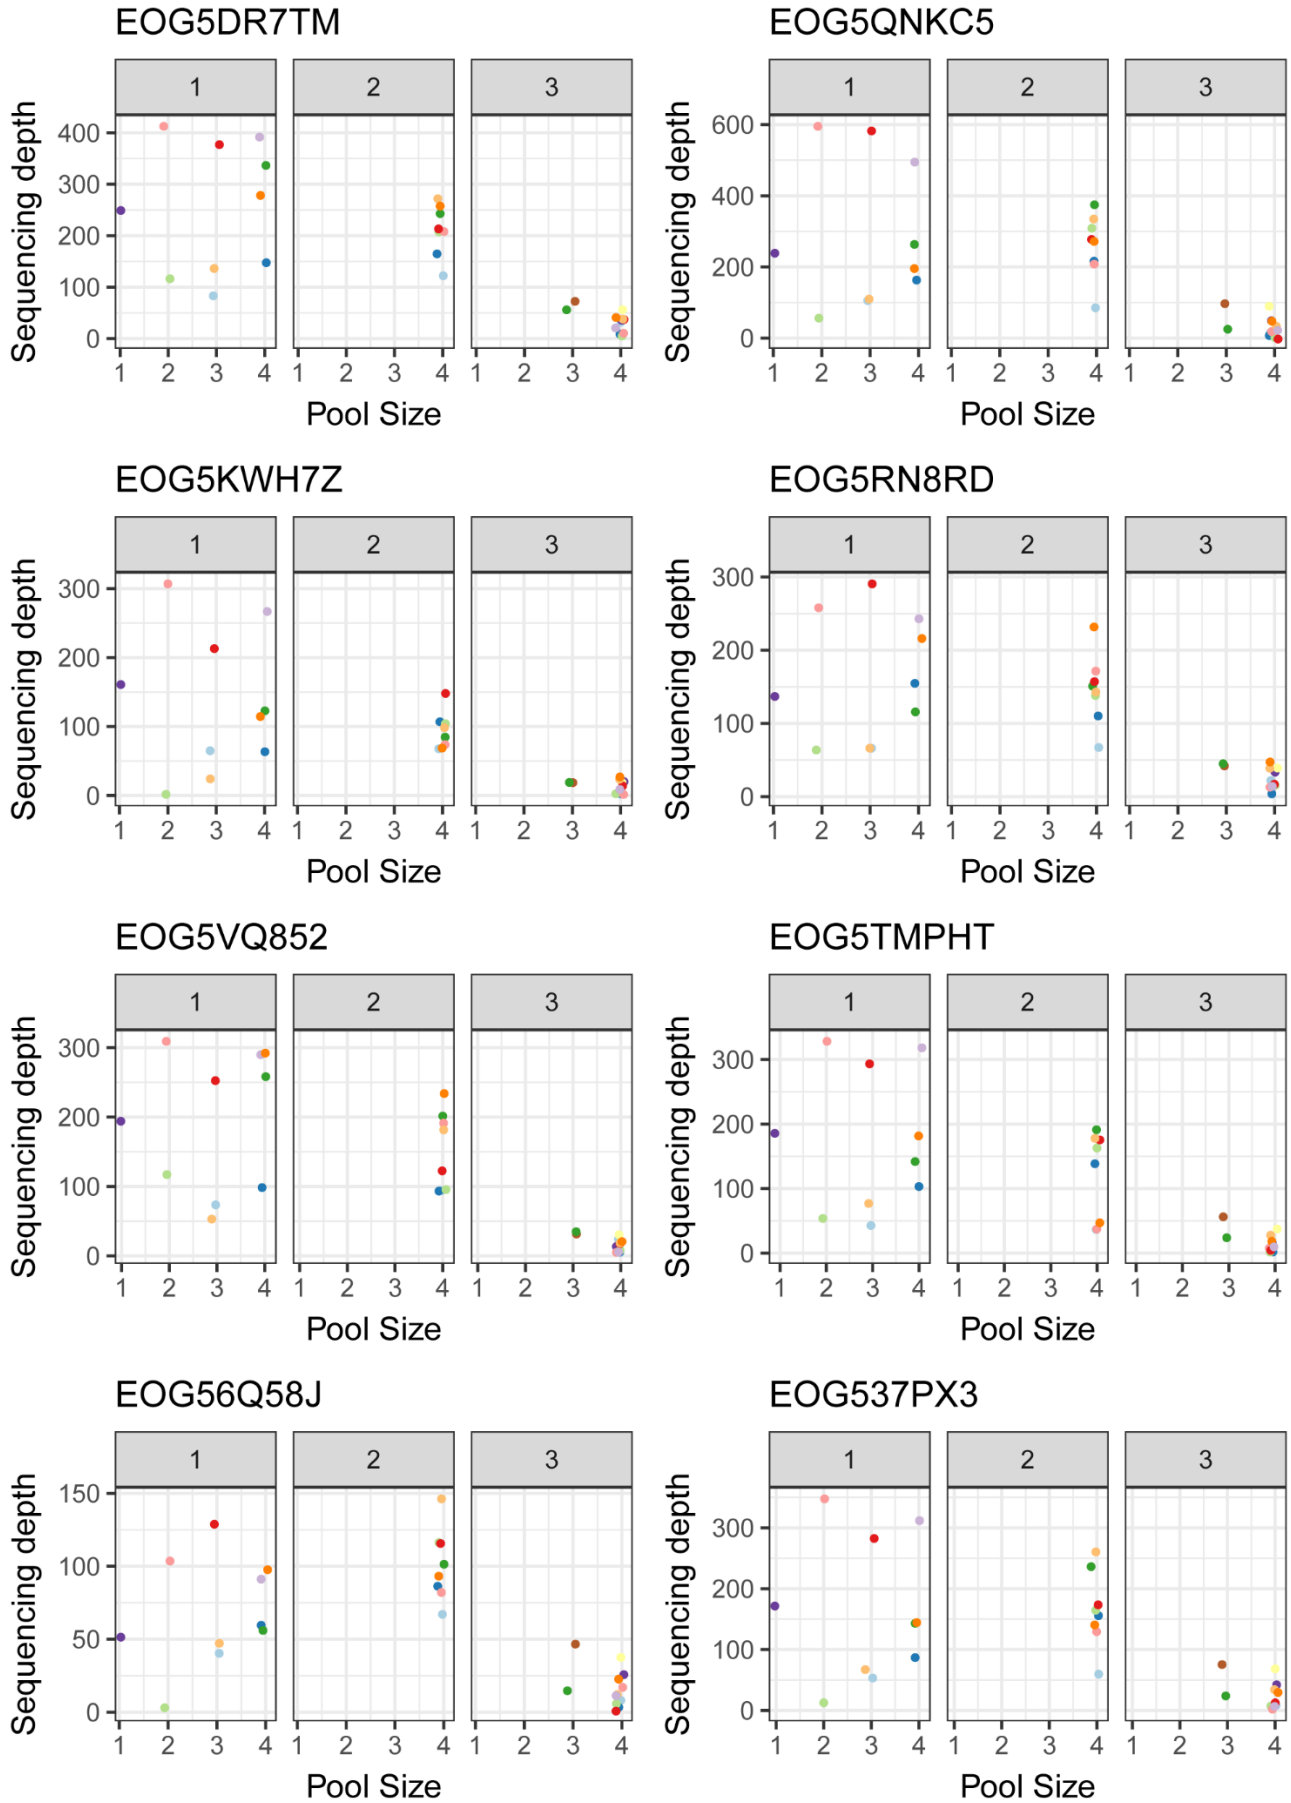 EOG5DR7TM
1 2 3
Sequencing depth
400
300
200
100
0
1 2 3 4 1 2 3 4 1 2 3 4
Pool Size
EOG5QNKC5
1 2 3
Sequencing depth
600
400
200
0
1 2 3 4 1 2 3 4 1 2 3 4
Pool Size
EOG5KWH7Z
1 2 3
Sequencing depth
300
200
100
0
1 2 3 4 1 2 3 4 1 2 3 4
Pool Size
EOG5RN8RD
1 2 3
Sequencing depth
300
200
100
0
1 2 3 4 1 2 3 4 1 2 3 4
Pool Size
EOG5VQ852
1 2 3
Sequencing depth
300
200
100
0
1 2 3 4 1 2 3 4 1 2 3 4
Pool Size
EOG5TMPHT
1 2 3
Sequencing depth
300
200
100
0
1 2 3 4 1 2 3 4 1 2 3 4
Pool Size
EOG56Q58J
1 2 3
Sequencing depth
150
100
50
0
1 2 3 4 1 2 3 4 1 2 3 4
Pool Size
EOG537PX3
1 2 3
Sequencing depth
300
200
100
0
1 2 3 4 1 2 3 4 1 2 3 4
Pool Size